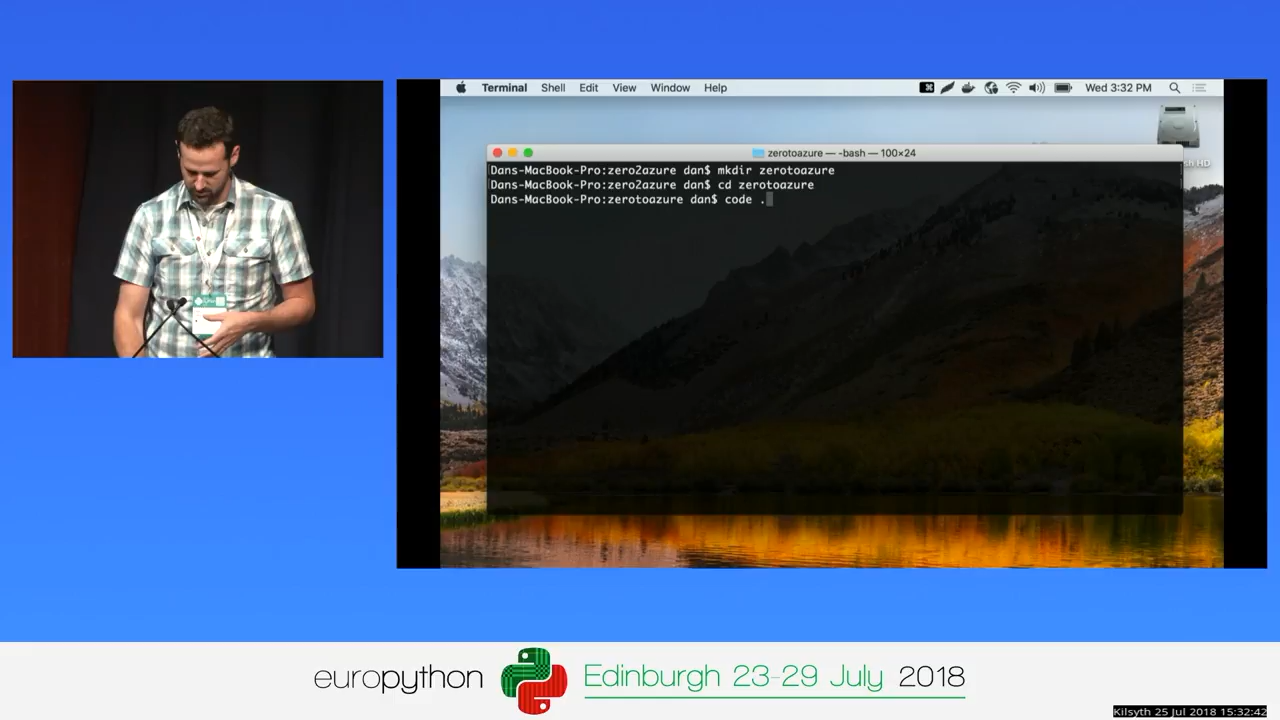 Terminal Shell Edit View Window Help Wed 3:32 PM
zerotoazure — -bash — 100×24
Dans-MacBook-Pro:zero2azure dan$ mkdir zerotoazure
Dans-MacBook-Pro:zero2azure dan$ cd zerotoazure
Dans-MacBook-Pro:zerotoazure dan$ code .
HD
europython Edinburgh 23-29 July 2018
Kilsyth 25 Jul 2018 15:32:42